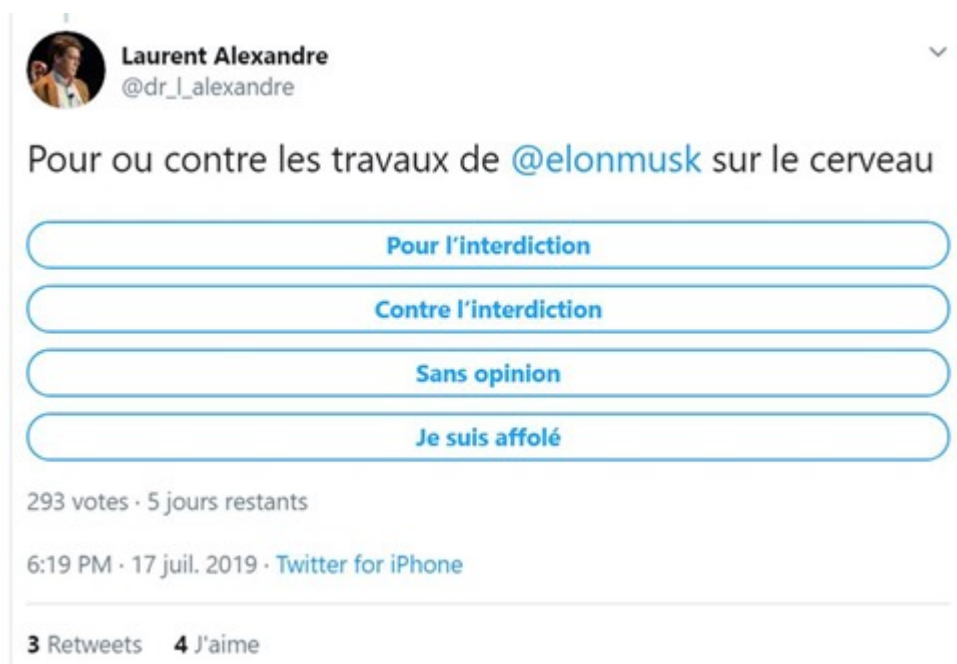 Laurent Alexandre
@dr_l_alexandre
Pour ou contre les travaux de @elonmusk sur le cerveau
Pour l'interdiction
Contre l'interdiction
Sans opinion
Je suis affolé
293 votes · 5 jours restants
6:19 PM · 17 juil. 2019 · Twitter for iPhone
3 Retweets 4 J'aime